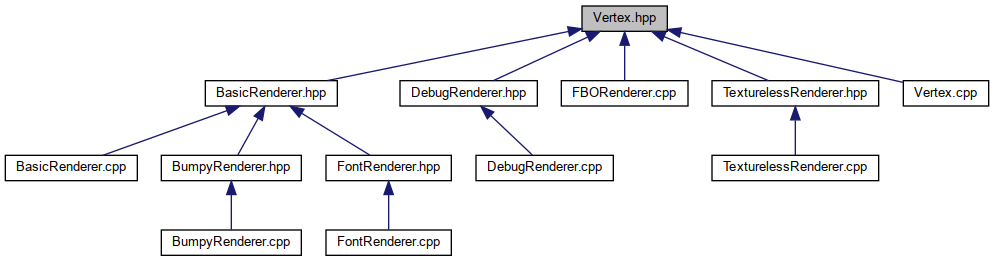 Vertex.hpp
BasicRenderer.hpp
DebugRenderer.hpp
FBORenderer.cpp
TexturelessRenderer.hpp
Vertex.cpp
BasicRenderer.cpp
BumpyRenderer.hpp
FontRenderer.hpp
DebugRenderer.cpp
TexturelessRenderer.cpp
BumpyRenderer.cpp
FontRenderer.cpp